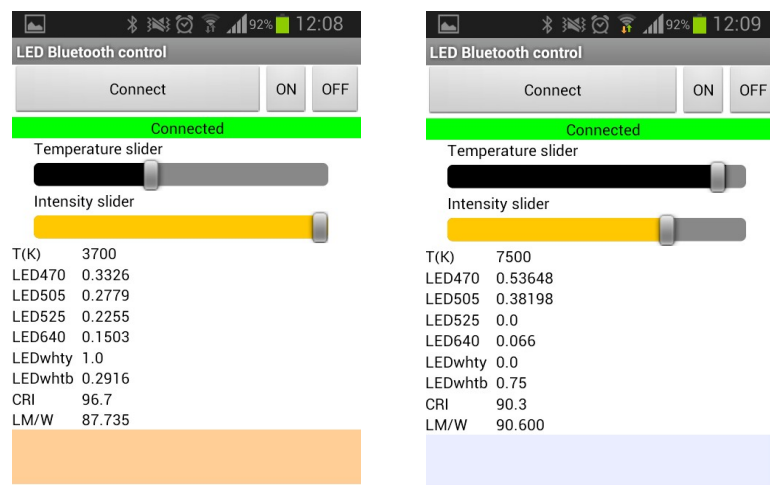 92% 12:08
LED Bluetooth control
Connect ON OFF
Connected
Temperature slider
Intensity slider
T(K) 3700
LED470 0.3326
LED505 0.2779
LED525 0.2255
LED640 0.1503
LEDwhty 1.0
LEDwhtb 0.2916
CRI 96.7
LM/W 87.735
92% 12:09
LED Bluetooth control
Connect ON OFF
Connected
Temperature slider
Intensity slider
T(K) 7500
LED470 0.53648
LED505 0.38198
LED525 0.0
LED640 0.066
LEDwhty 0.0
LEDwhtb 0.75
CRI 90.3
LM/W 90.600